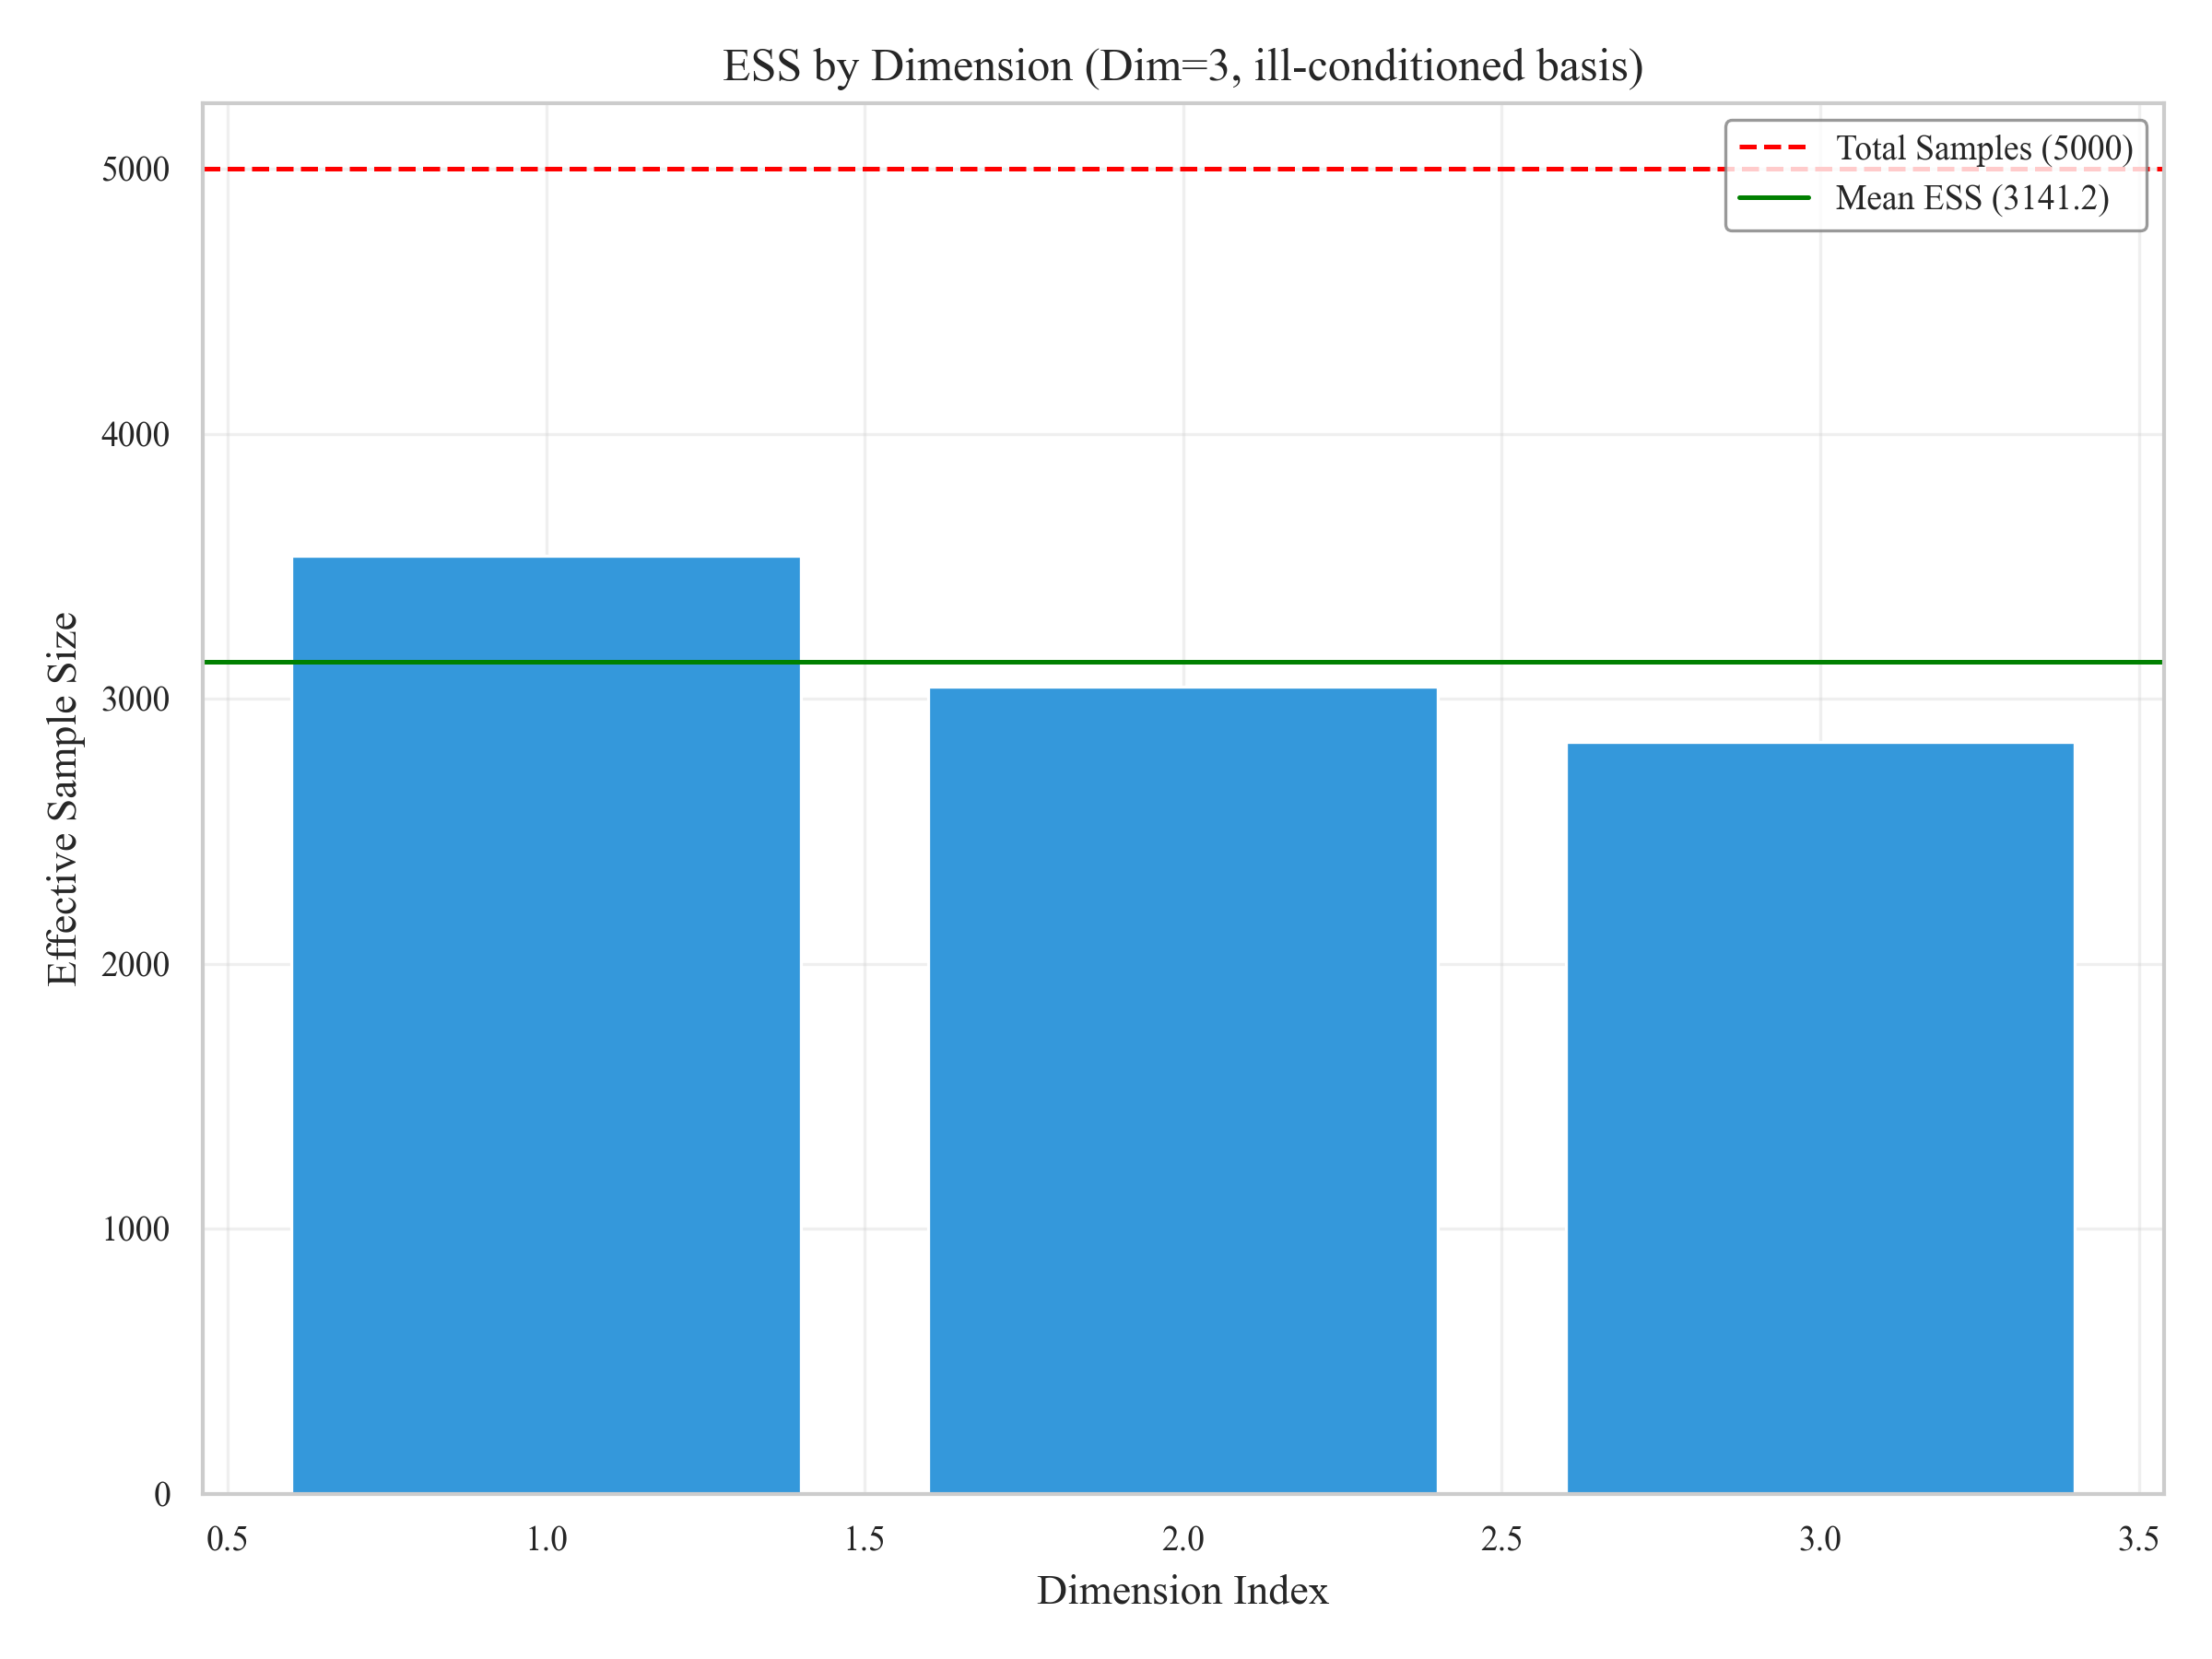 ESS by Dimension (Dim=3, ill-conditioned basis)
Total Samples (5000)
Mean ESS (3141.2)
Effective Sample Size
5000
4000
3000
2000
1000
0
0.5 1.0 1.5 2.0 2.5 3.0 3.5
Dimension Index